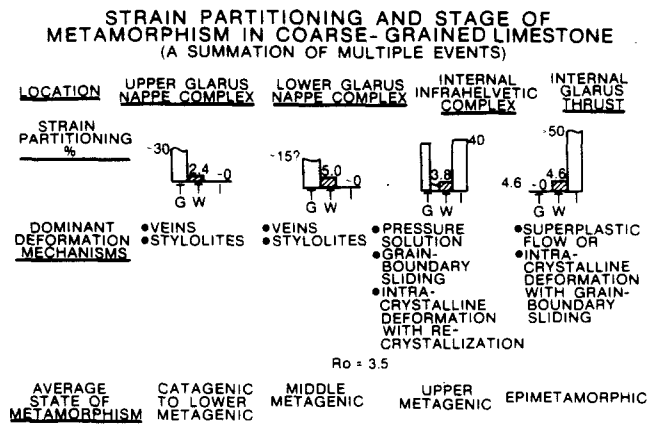 STRAIN PARTITIONING AND STAGE OF
METAMORPHISM IN COARSE-GRAINED LIMESTONE
(A SUMMATION OF MULTIPLE EVENTS)
LOCATION
UPPER GLARUS
NAPPE COMPLEX
LOWER GLARUS
NAPPE COMPLEX
INTERNAL
INFRAHELVETIC
COMPLEX
INTERNAL
GLARUS
THRUST
STRAIN
PARTITIONING
%
~30
2.4
~0
G W I
~15?
5.0
~0
G W I
3.8
40
G W I
4.6
~0
4.6
>50
G W I
DOMINANT
DEFORMATION
MECHANISMS
●VEINS
●STYLOLITES
●VEINS
●STYLOLITES
●PRESSURE
SOLUTION
●GRAIN-
BOUNDARY
SLIDING
●INTRA-
CRYSTALLINE
DEFORMATION
WITH RE-
CRYSTALLIZATION
●SUPERPLASTIC
FLOW OR
●INTRA-
CRYSTALLINE
DEFORMATION
WITH GRAIN-
BOUNDARY
SLIDING
Ro = 3.5
AVERAGE
STATE OF
METAMORPHISM
CATAGENIC
TO LOWER
METAGENIC
MIDDLE
METAGENIC
UPPER
METAGENIC
EPIMETAMORPHIC